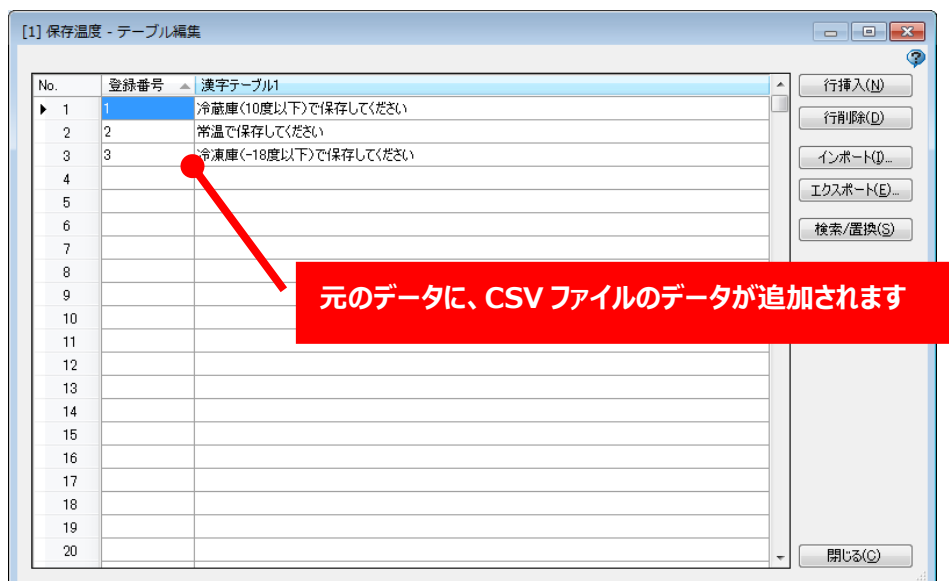 [1] 保存温度 - テーブル編集
No. 登録番号 漢字テーブル1
1 1 冷蔵庫(10度以下)で保存してください
2 2 常温で保存してください
3 3 冷凍庫(-18度以下)で保存してください
4
5
6
7
8
9
10
11
12
13
14
15
16
17
18
19
20
行挿入(N)
行削除(D)
インポート(I)...
エクスポート(E)...
検索/置換(S)
元のデータに、CSV ファイルのデータが追加されます
閉じる(C)